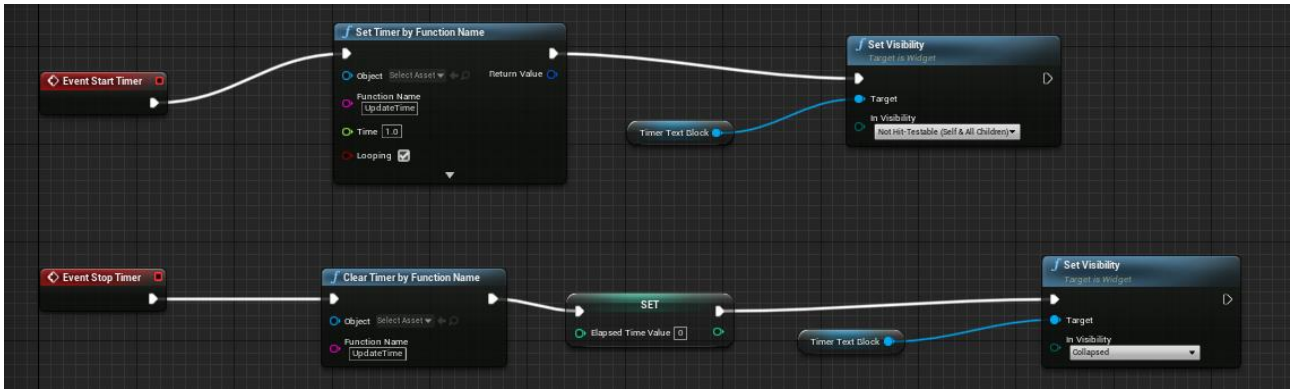 Event Start Timer
Set Timer by Function Name
Object Select Asset Return Value
Function Name
UpdateTime
Time 1.0
Looping
Timer Text Block
Set Visibility
Target is Widget
Target
In Visibility
Not Hit-Testable (Self & All Children)
Event Stop Timer
Clear Timer by Function Name
Object Select Asset
Function Name
UpdateTime
SET
Elapsed Time Value 0
Timer Text Block
Set Visibility
Target is Widget
Target
In Visibility
Collapsed